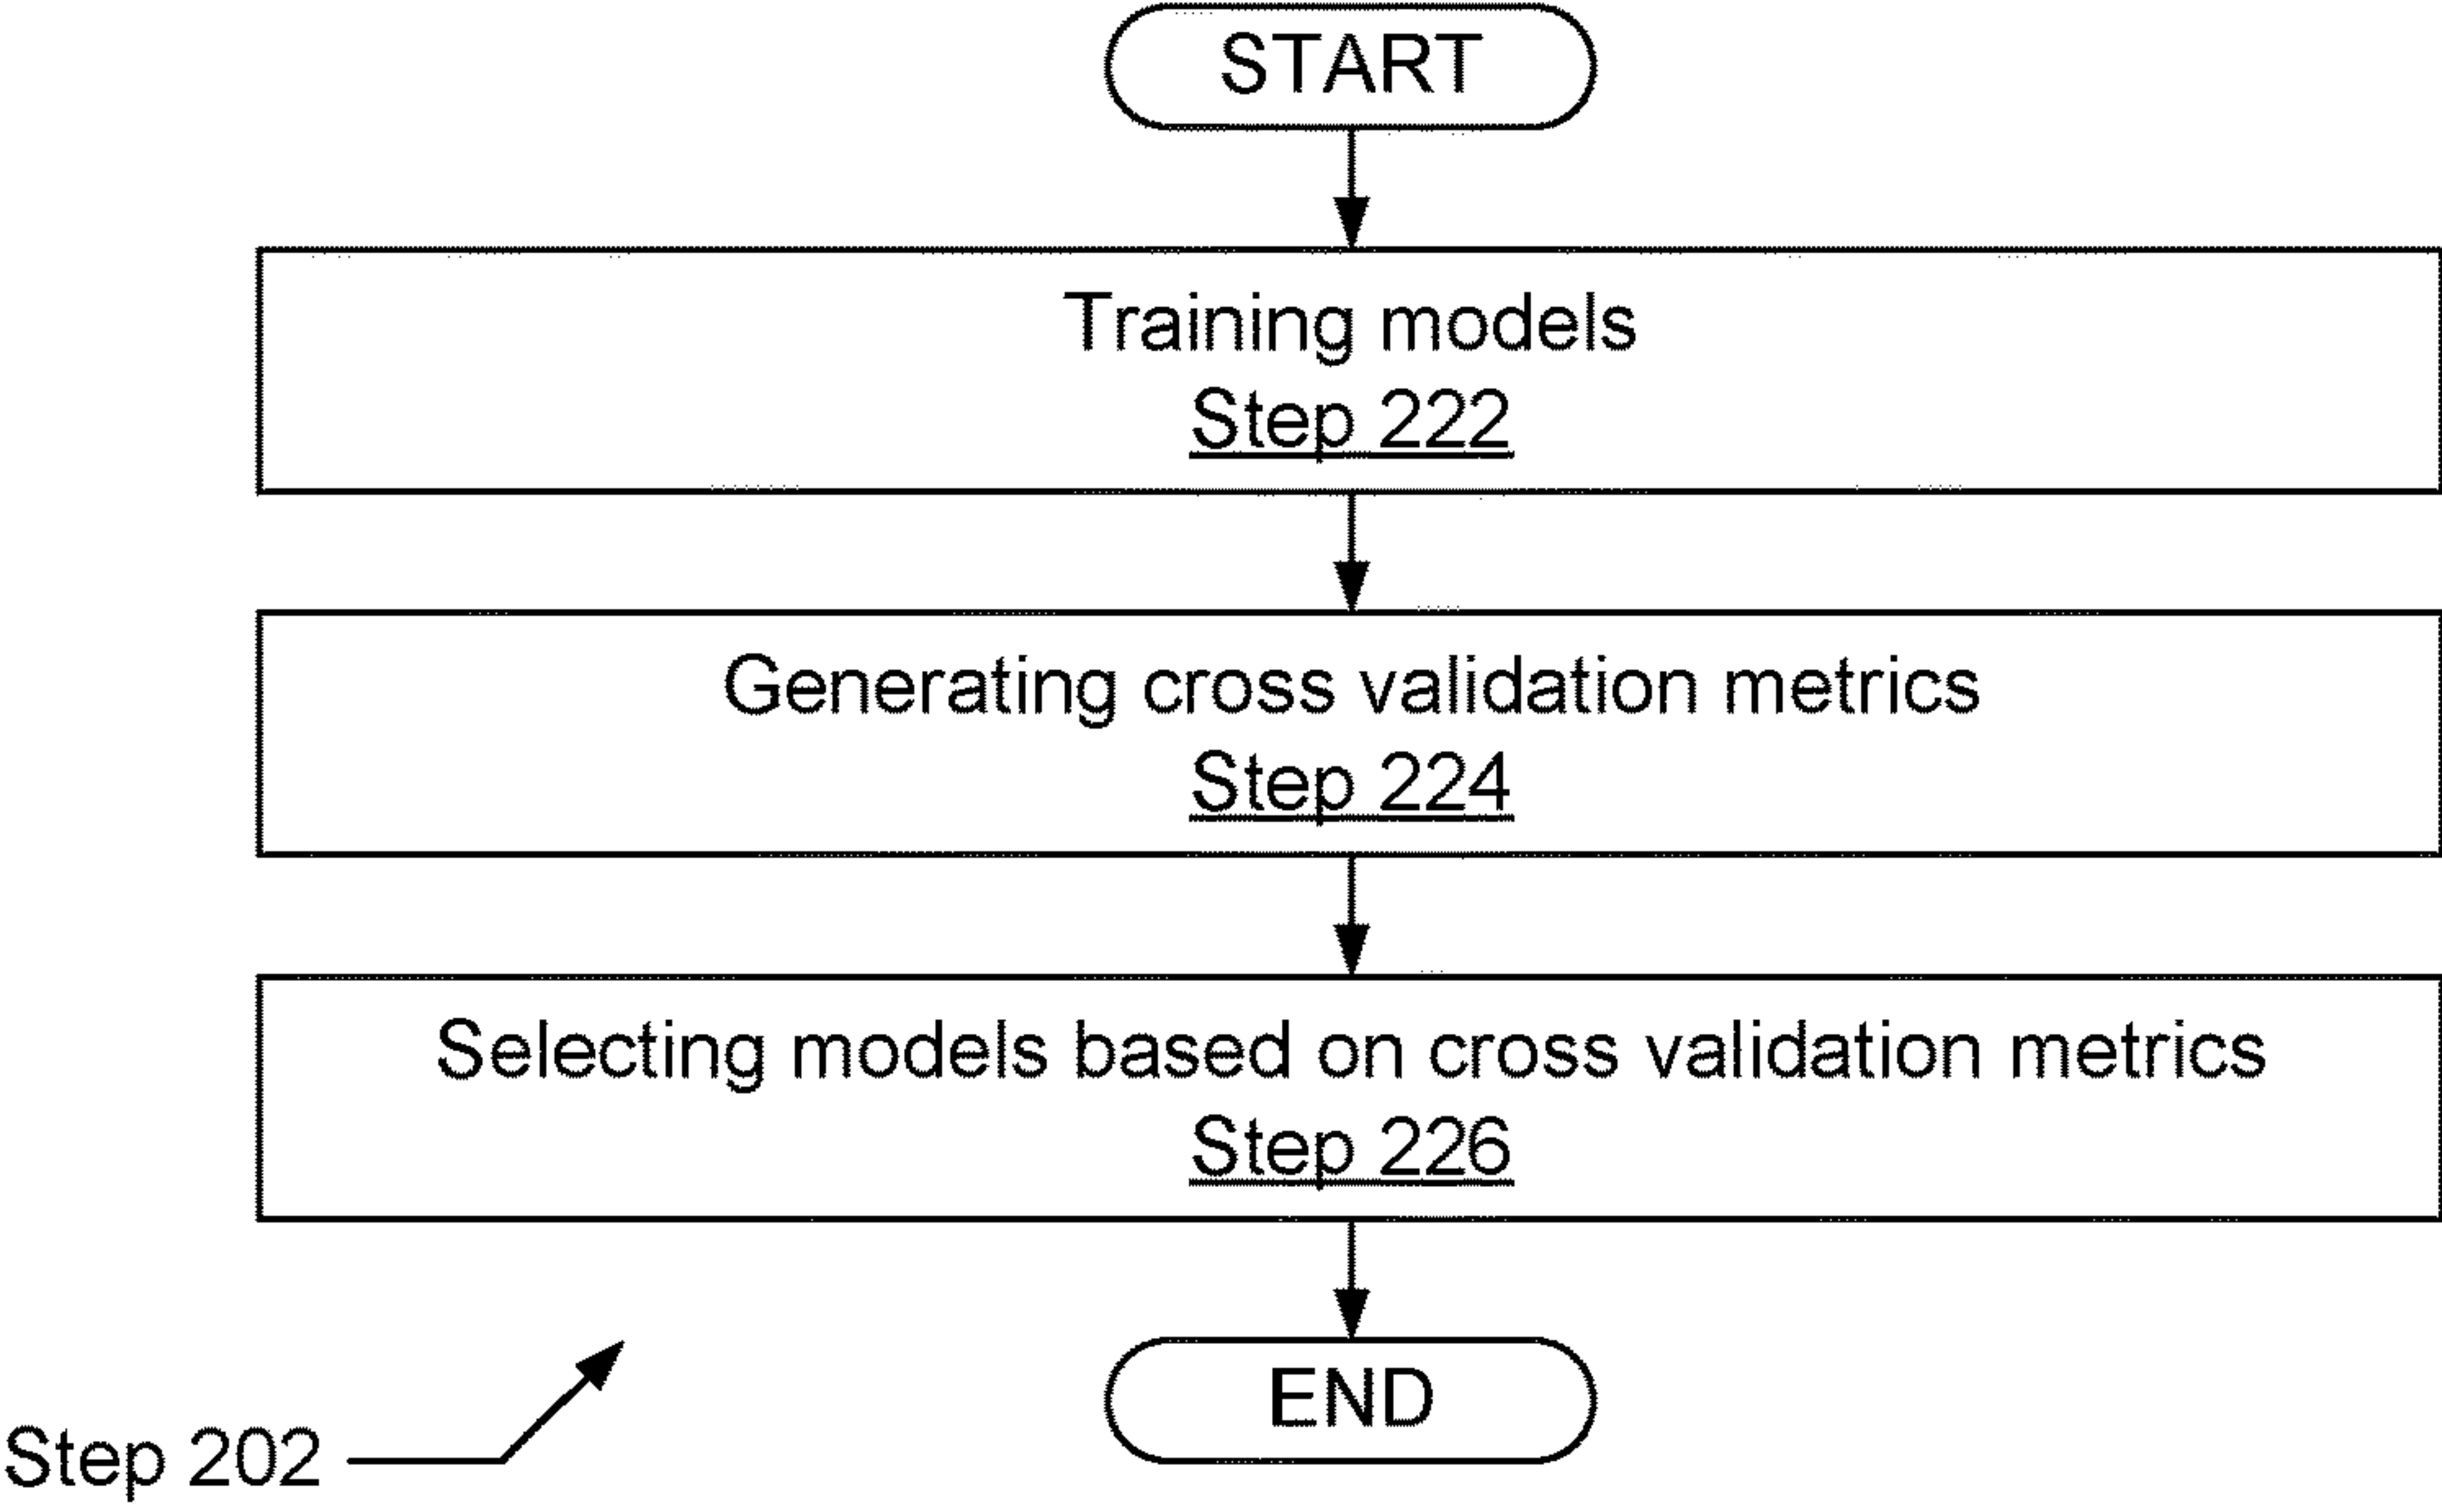 START
Training models
Step 222
Generating cross validation metrics
Step 224
Selecting models based on cross validation metrics
Step 226
END
Step 202